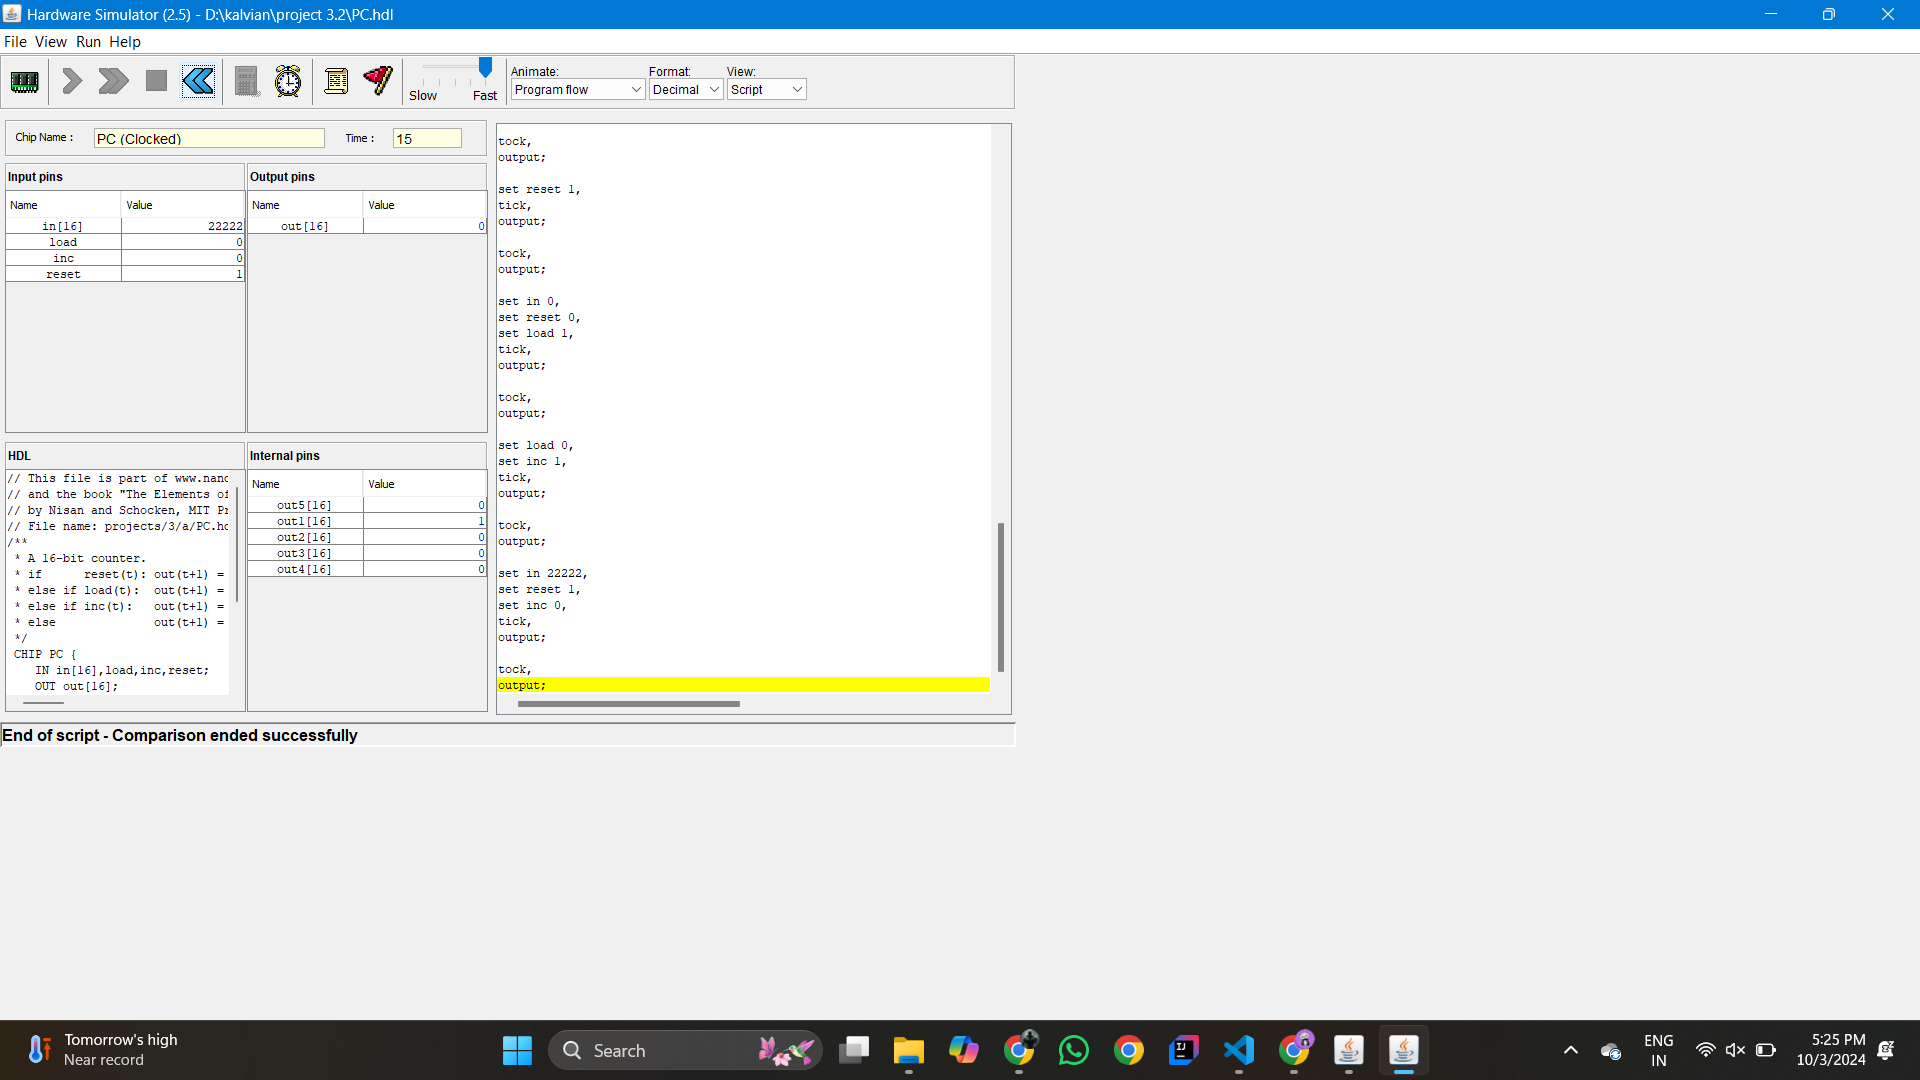 Hardware Simulator (2.5) - D:\kalvian\project 3.2\PC.hdl
File View Run Help
Slow Fast
Animate: Format: View:
Program flow Decimal Script
Chip Name : PC (Clocked) Time : 15
Input pins
Name Value
in[16] 22222
load 0
inc 0
reset 1
Output pins
Name Value
out[16] 0
HDL
// This file is part of www.nand
// and the book "The Elements of
// by Nisan and Schocken, MIT Pr
// File name: projects/3/a/PC.hd
/**
* A 16-bit counter.
* if reset(t): out(t+1) =
* else if load(t): out(t+1) =
* else if inc(t): out(t+1) =
* else out(t+1) =
*/
CHIP PC {
IN in[16],load,inc,reset;
OUT out[16];
Internal pins
Name Value
out5[16] 0
out1[16] 1
out2[16] 0
out3[16] 0
out4[16] 0
tock,
output;
set reset 1,
tick,
output;
tock,
output;
set in 0,
set reset 0,
set load 1,
tick,
output;
tock,
output;
set load 0,
set inc 1,
tick,
output;
tock,
output;
set in 22222,
set reset 1,
set inc 0,
tick,
output;
tock,
output;
End of script - Comparison ended successfully
Tomorrow's high
Near record
Search
ENG
IN
5:25 PM
10/3/2024